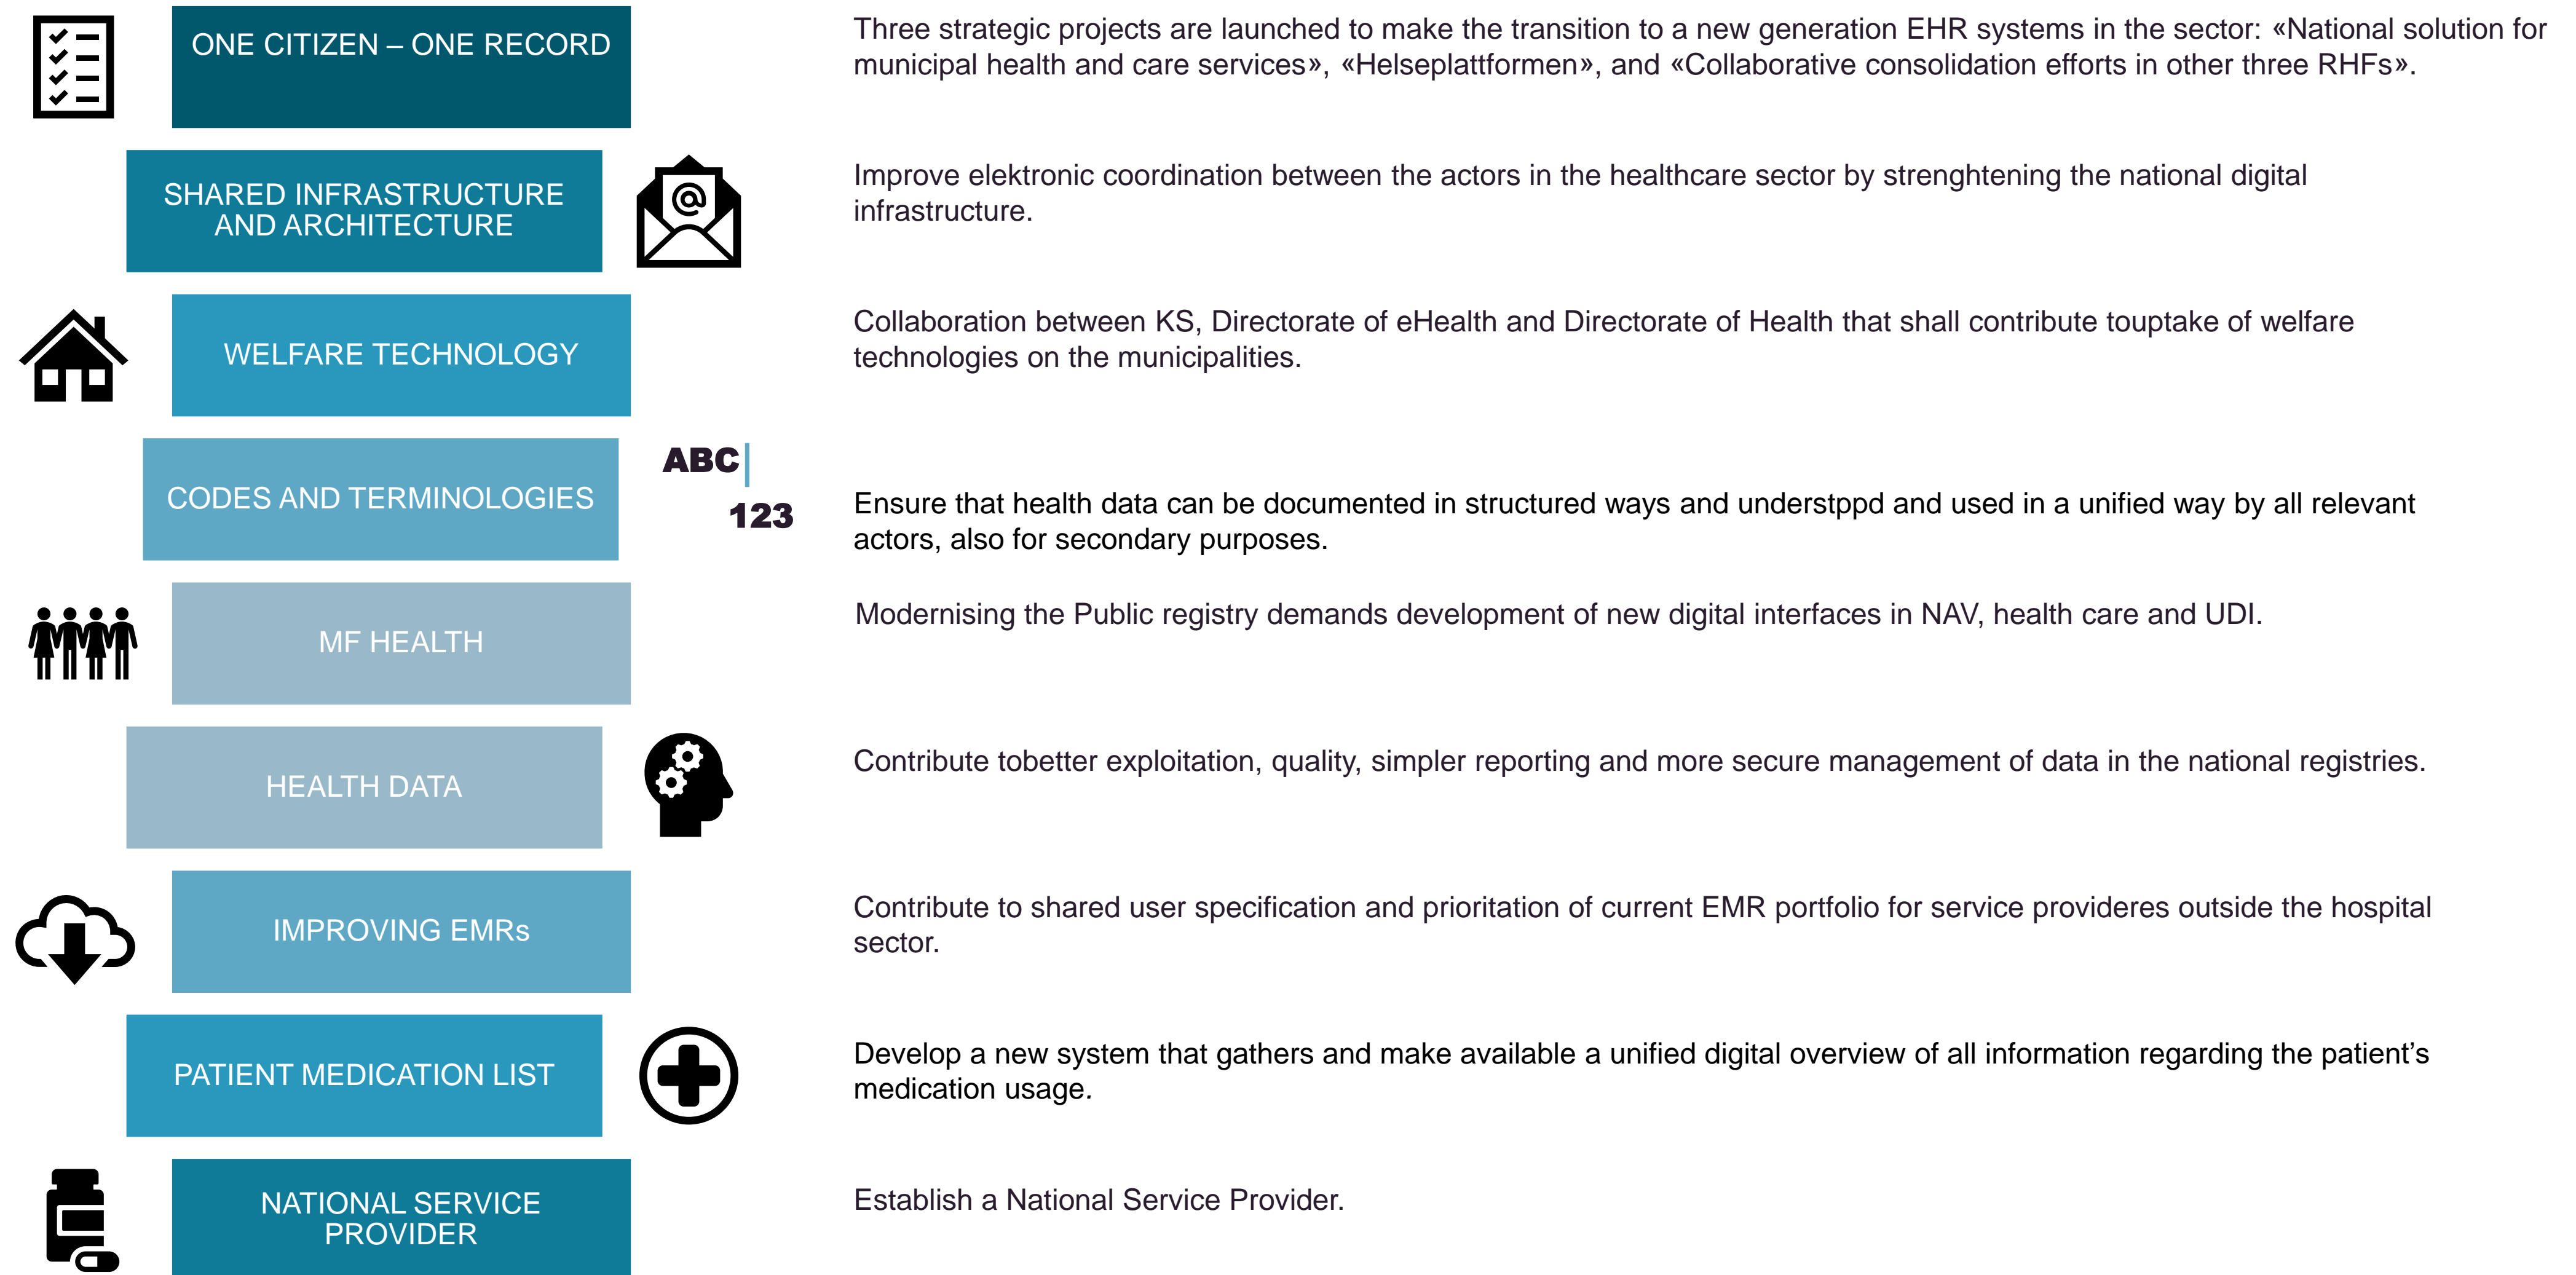 ONE CITIZEN – ONE RECORD
Three strategic projects are launched to make the transition to a new generation EHR systems in the sector: «National solution for
municipal health and care services», «Helseplattformen», and «Collaborative consolidation efforts in other three RHFs».
SHARED INFRASTRUCTURE
AND ARCHITECTURE
@
Improve elektronic coordination between the actors in the healthcare sector by strenghtening the national digital
infrastructure.
WELFARE TECHNOLOGY
Collaboration between KS, Directorate of eHealth and Directorate of Health that shall contribute touptake of welfare
technologies on the municipalities.
CODES AND TERMINOLOGIES
ABC
123
Ensure that health data can be documented in structured ways and understppd and used in a unified way by all relevant
actors, also for secondary purposes.
MF HEALTH
Modernising the Public registry demands development of new digital interfaces in NAV, health care and UDI.
HEALTH DATA
Contribute tobetter exploitation, quality, simpler reporting and more secure management of data in the national registries.
IMPROVING EMRs
Contribute to shared user specification and prioritation of current EMR portfolio for service provideres outside the hospital
sector.
PATIENT MEDICATION LIST
Develop a new system that gathers and make available a unified digital overview of all information regarding the patient’s
medication usage.
NATIONAL SERVICE
PROVIDER
Establish a National Service Provider.